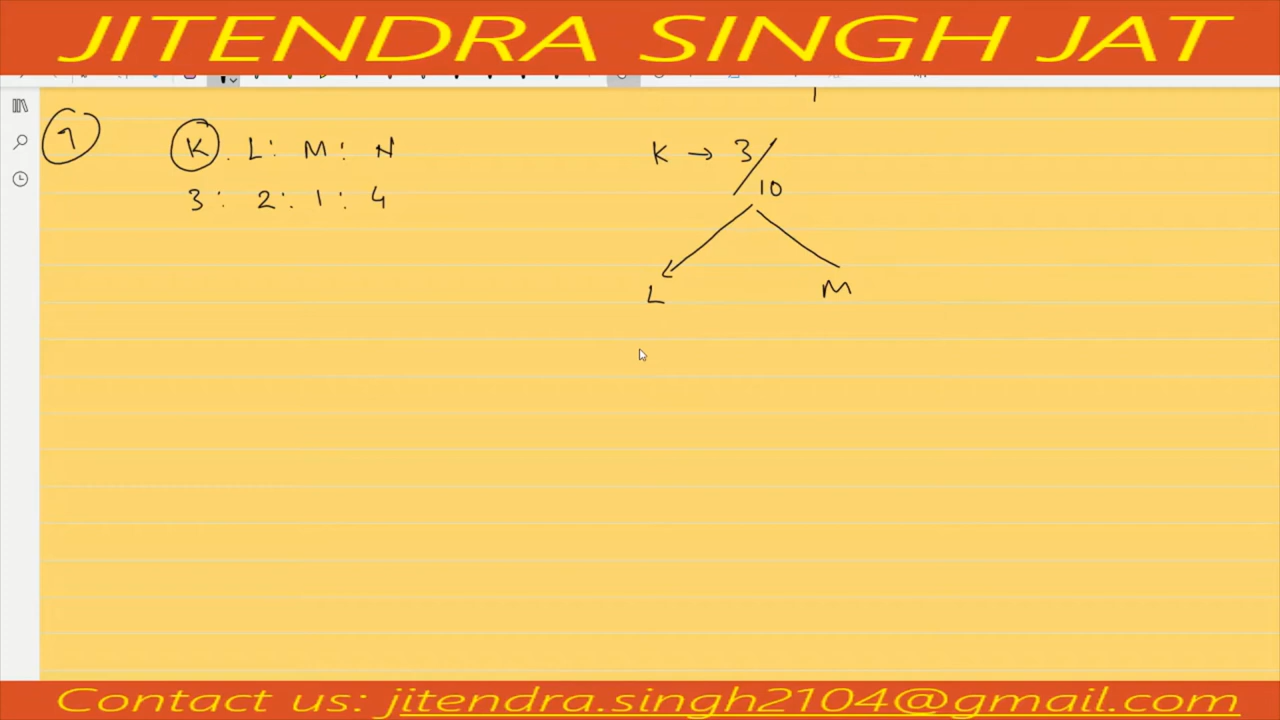 JITENDRA SINGH JAT
7
K . L : M : N
3 : 2 : 1 : 4
K → 3/10
L M
Contact us: jitendra.singh2104@gmail.com